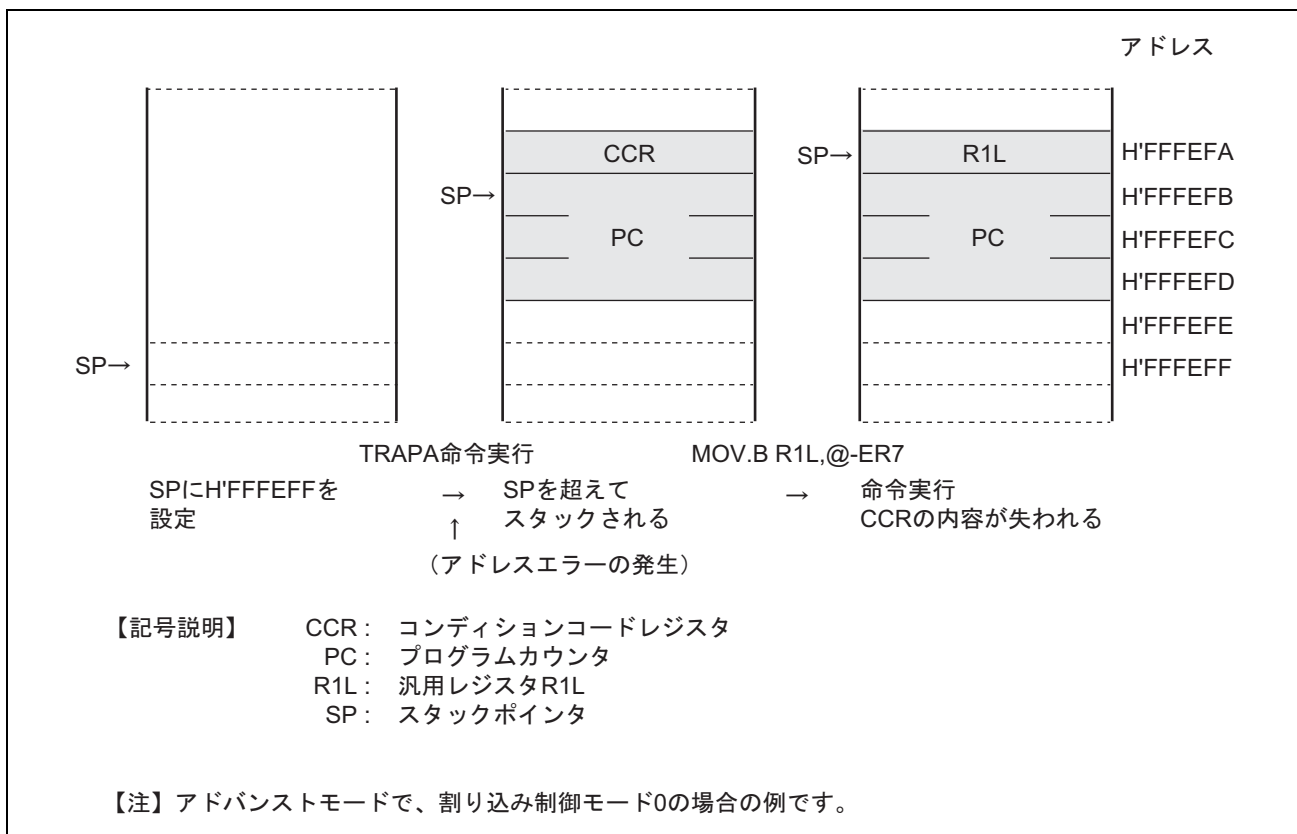 アドレス
CCR
SP→
R1L
H'FFFEFA
SP→
H'FFFEFB
PC
PC
H'FFFEFC
H'FFFEFD
H'FFFEFE
SP→
H'FFFEFF
TRAPA命令実行
MOV.B R1L,@-ER7
SPにH'FFFEFFを
設定
→
SPを超えて
スタックされる
→
命令実行
CCRの内容が失われる
↑
（アドレスエラーの発生）
【記号説明】 CCR : コンディションコードレジスタ
PC : プログラムカウンタ
R1L : 汎用レジスタR1L
SP : スタックポインタ
【注】アドバンストモードで、割り込み制御モード0の場合の例です。